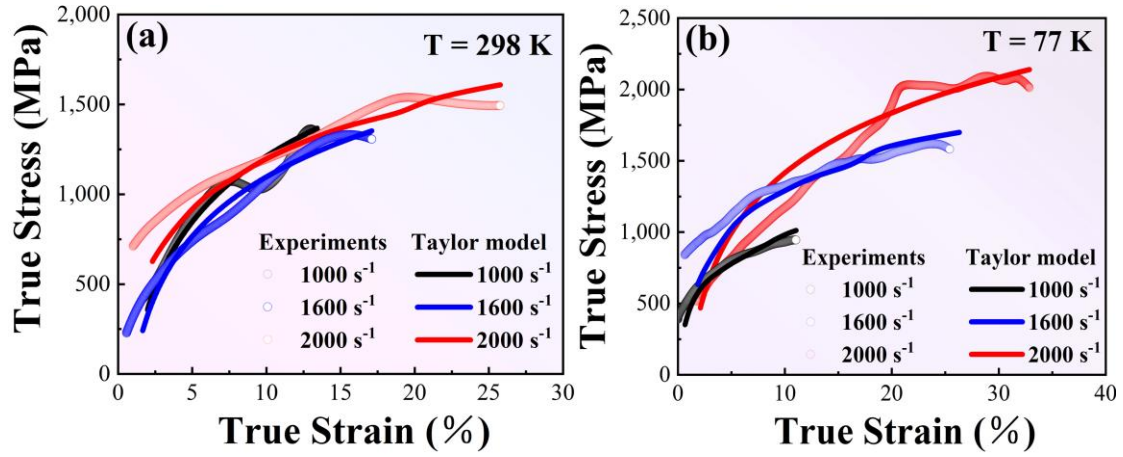 (a)
T = 298 K
True Stress (MPa)
2,000
1,500
1,000
500
0
Experiments Taylor model
1000 s⁻¹ 1000 s⁻¹
1600 s⁻¹ 1600 s⁻¹
2000 s⁻¹ 2000 s⁻¹
0 5 10 15 20 25 30
True Strain (%)
(b)
T = 77 K
True Stress (MPa)
2,500
2,000
1,500
1,000
500
0
Experiments Taylor model
1000 s⁻¹ 1000 s⁻¹
1600 s⁻¹ 1600 s⁻¹
2000 s⁻¹ 2000 s⁻¹
0 10 20 30 40
True Strain (%)